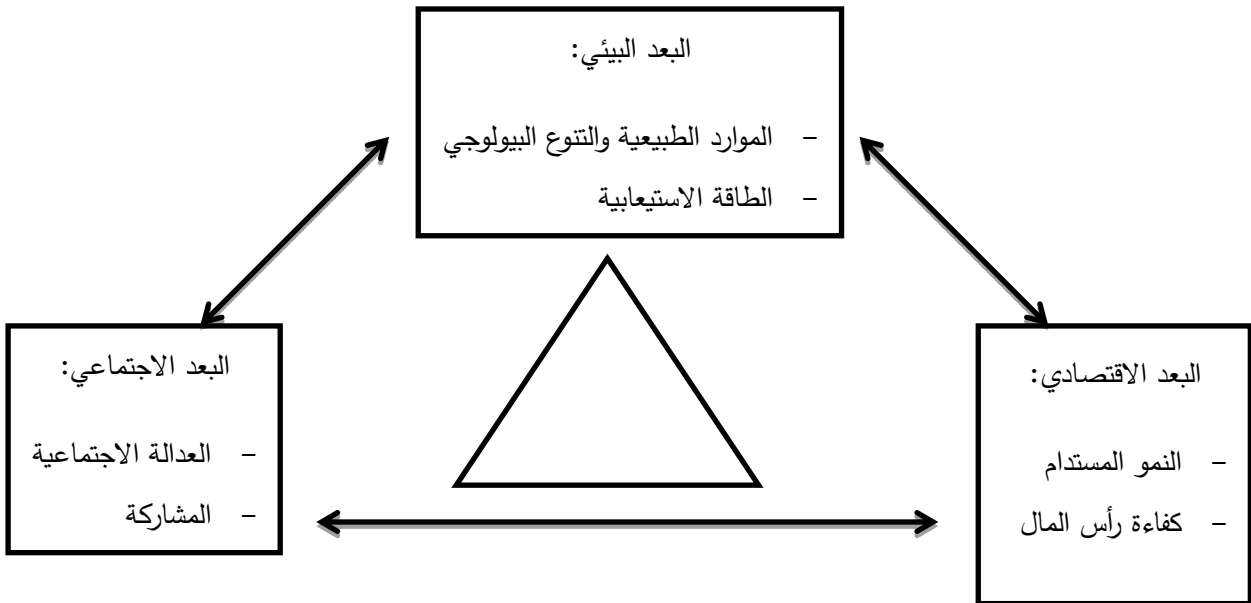 البعد البيئي:
- الموارد الطبيعية والتنوع البيولوجي
- الطاقة الاستيعابية
البعد الاقتصادي:
- النمو المستدام
- كفاءة رأس المال
البعد الاجتماعي:
- العدالة الاجتماعية
- المشاركة